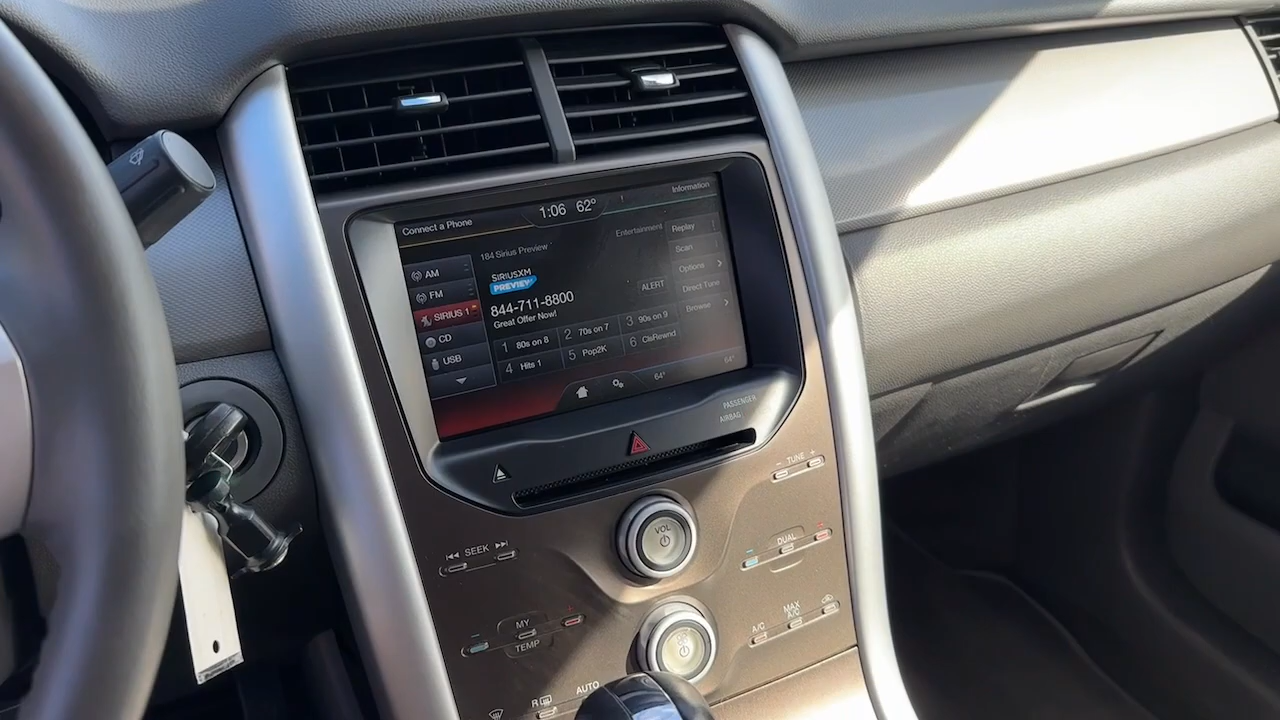 Information
Connect a Phone
1:06 62°
Entertainment
Replay
184 Sirius Preview
Scan
AM
SIRIUSXM
PREVIEW
Options
FM
ALERT
Direct Tune
844-711-8800
SIRIUS 1
Great Offer Now!
Browse
1 80s on 8
2 70s on 7
3 90s on 9
CD
4 Hits 1
5 Pop2K
6 ClsRewnd
USB
64°
64°
PASSENGER
AIRBAG
- TUNE +
VOL
SEEK
DUAL
MY
TEMP
MAX
A/C
A/C
AUTO
R